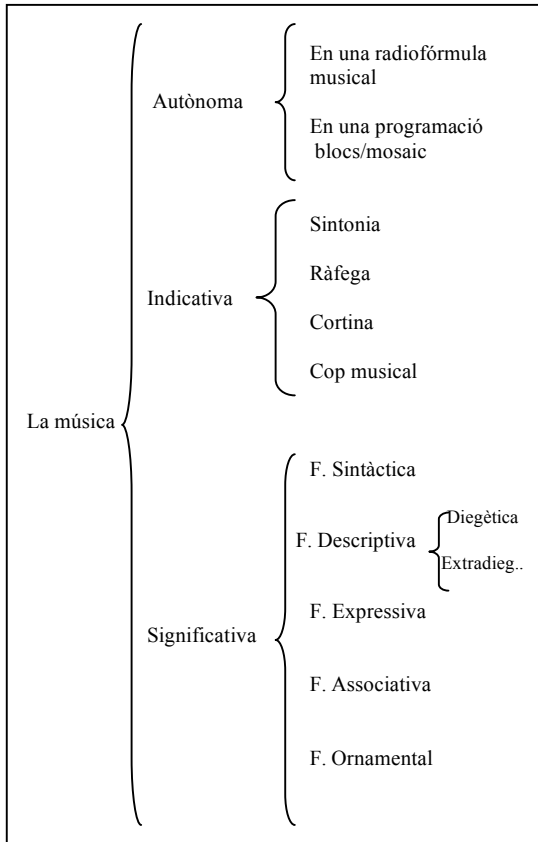 La música
Autònoma
En una radiofórmula
musical
En una programació
blocs/mosaic
Indicativa
Sintonia
Ràfega
Cortina
Cop musical
Significativa
F. Sintàctica
F. Descriptiva
Diegètica
Extradieg..
F. Expressiva
F. Associativa
F. Ornamental